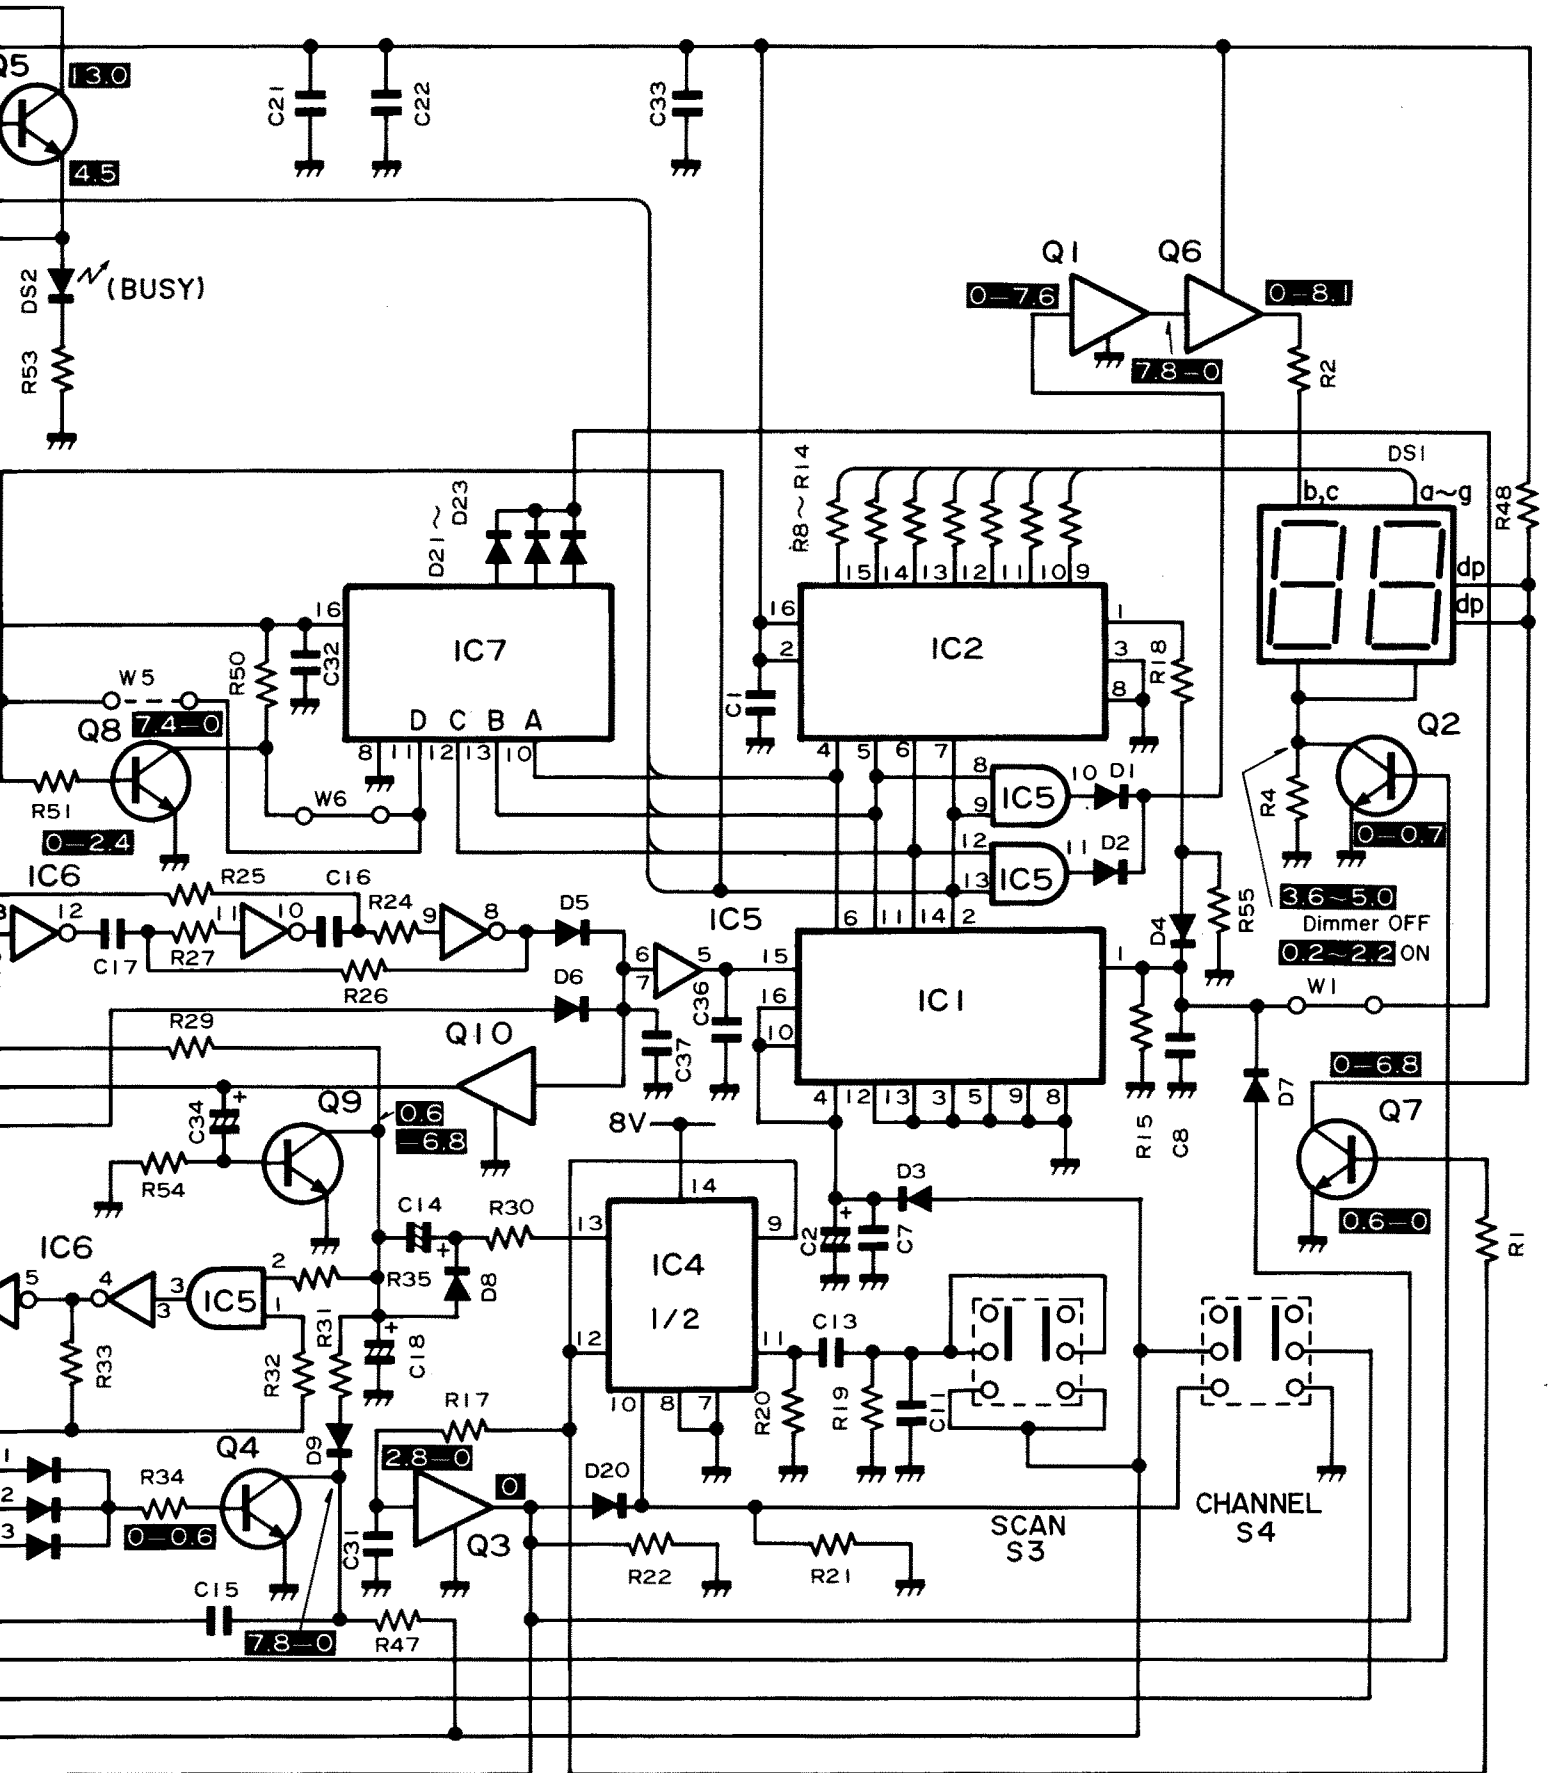 Q5
13.0
C21
C22
C33
4.5
Q1
Q6
DS2
(BUSY)
0–7.6
0–8.1
R53
7.8–0
R2
DS1
D21~
D23
R8~R14
b,c
a~g
R48
15 14 13 12 11 10 9
dp
dp
16
IC7
16
IC2
1
2
3
8
R18
W5
R50
C32
C1
Q8
7.4–0
D C B A
8 11 12 13 10
4 5 6 7
Q2
R51
W6
8
9
IC5
10
D1
R4
0–2.4
0–0.7
12
13
IC5
11
D2
IC6
R25
C16
R24
3.6~5.0
Dimmer OFF
0.2~2.2 ON
12
C17
R27
11
10
9
8
D5
R26
D6
IC5
6
7
5
C36
C37
6 11 14 2
15
16
10
IC1
1
D4
R55
W1
R29
Q10
Q9
C34
+
0.6
–6.8
4 12 13 3 5 9 8
R15
C8
D7
0–6.8
Q7
8V
R54
C14
+
R30
14
13
9
D3
+
C2
C7
0.6–0
R1
IC6
5
4
3
3
IC5
2
1
R35
D8
IC4
1/2
12
11
C13
R33
R32
R31
+
C18
10 8 7
R20
R19
C11
R17
Q4
D9
2.8–0
0
D20
1
2
3
R34
0–0.6
C31
Q3
R22
R21
SCAN
S3
CHANNEL
S4
C15
7.8–0
R47